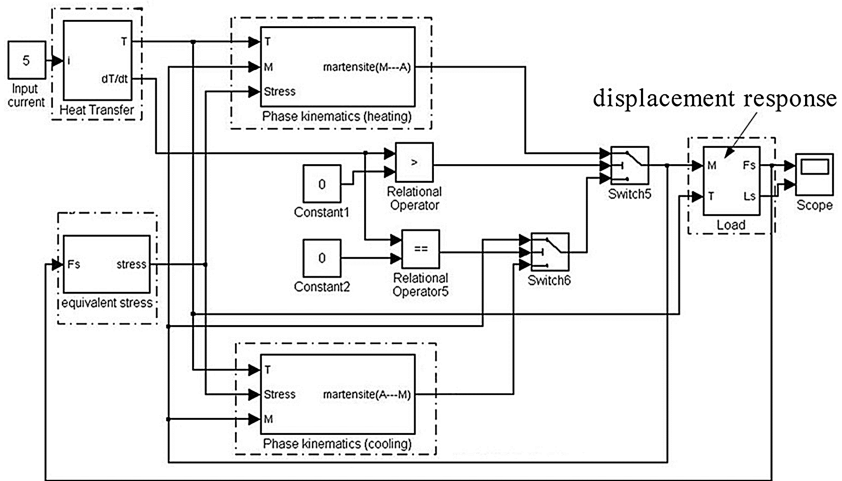 5
Input
current
i
T
dT/dt
Heat Transfer
T
M
Stress
martensite(M---A)
Phase kinematics (heating)
displacement response
0
Constant1
>
Relational
Operator
Switch5
M
T
Fs
Ls
Load
Scope
Fs
stress
equivalent stress
0
Constant2
==
Relational
Operator5
Switch6
T
Stress
M
martensite(A---M)
Phase kinematics (cooling)